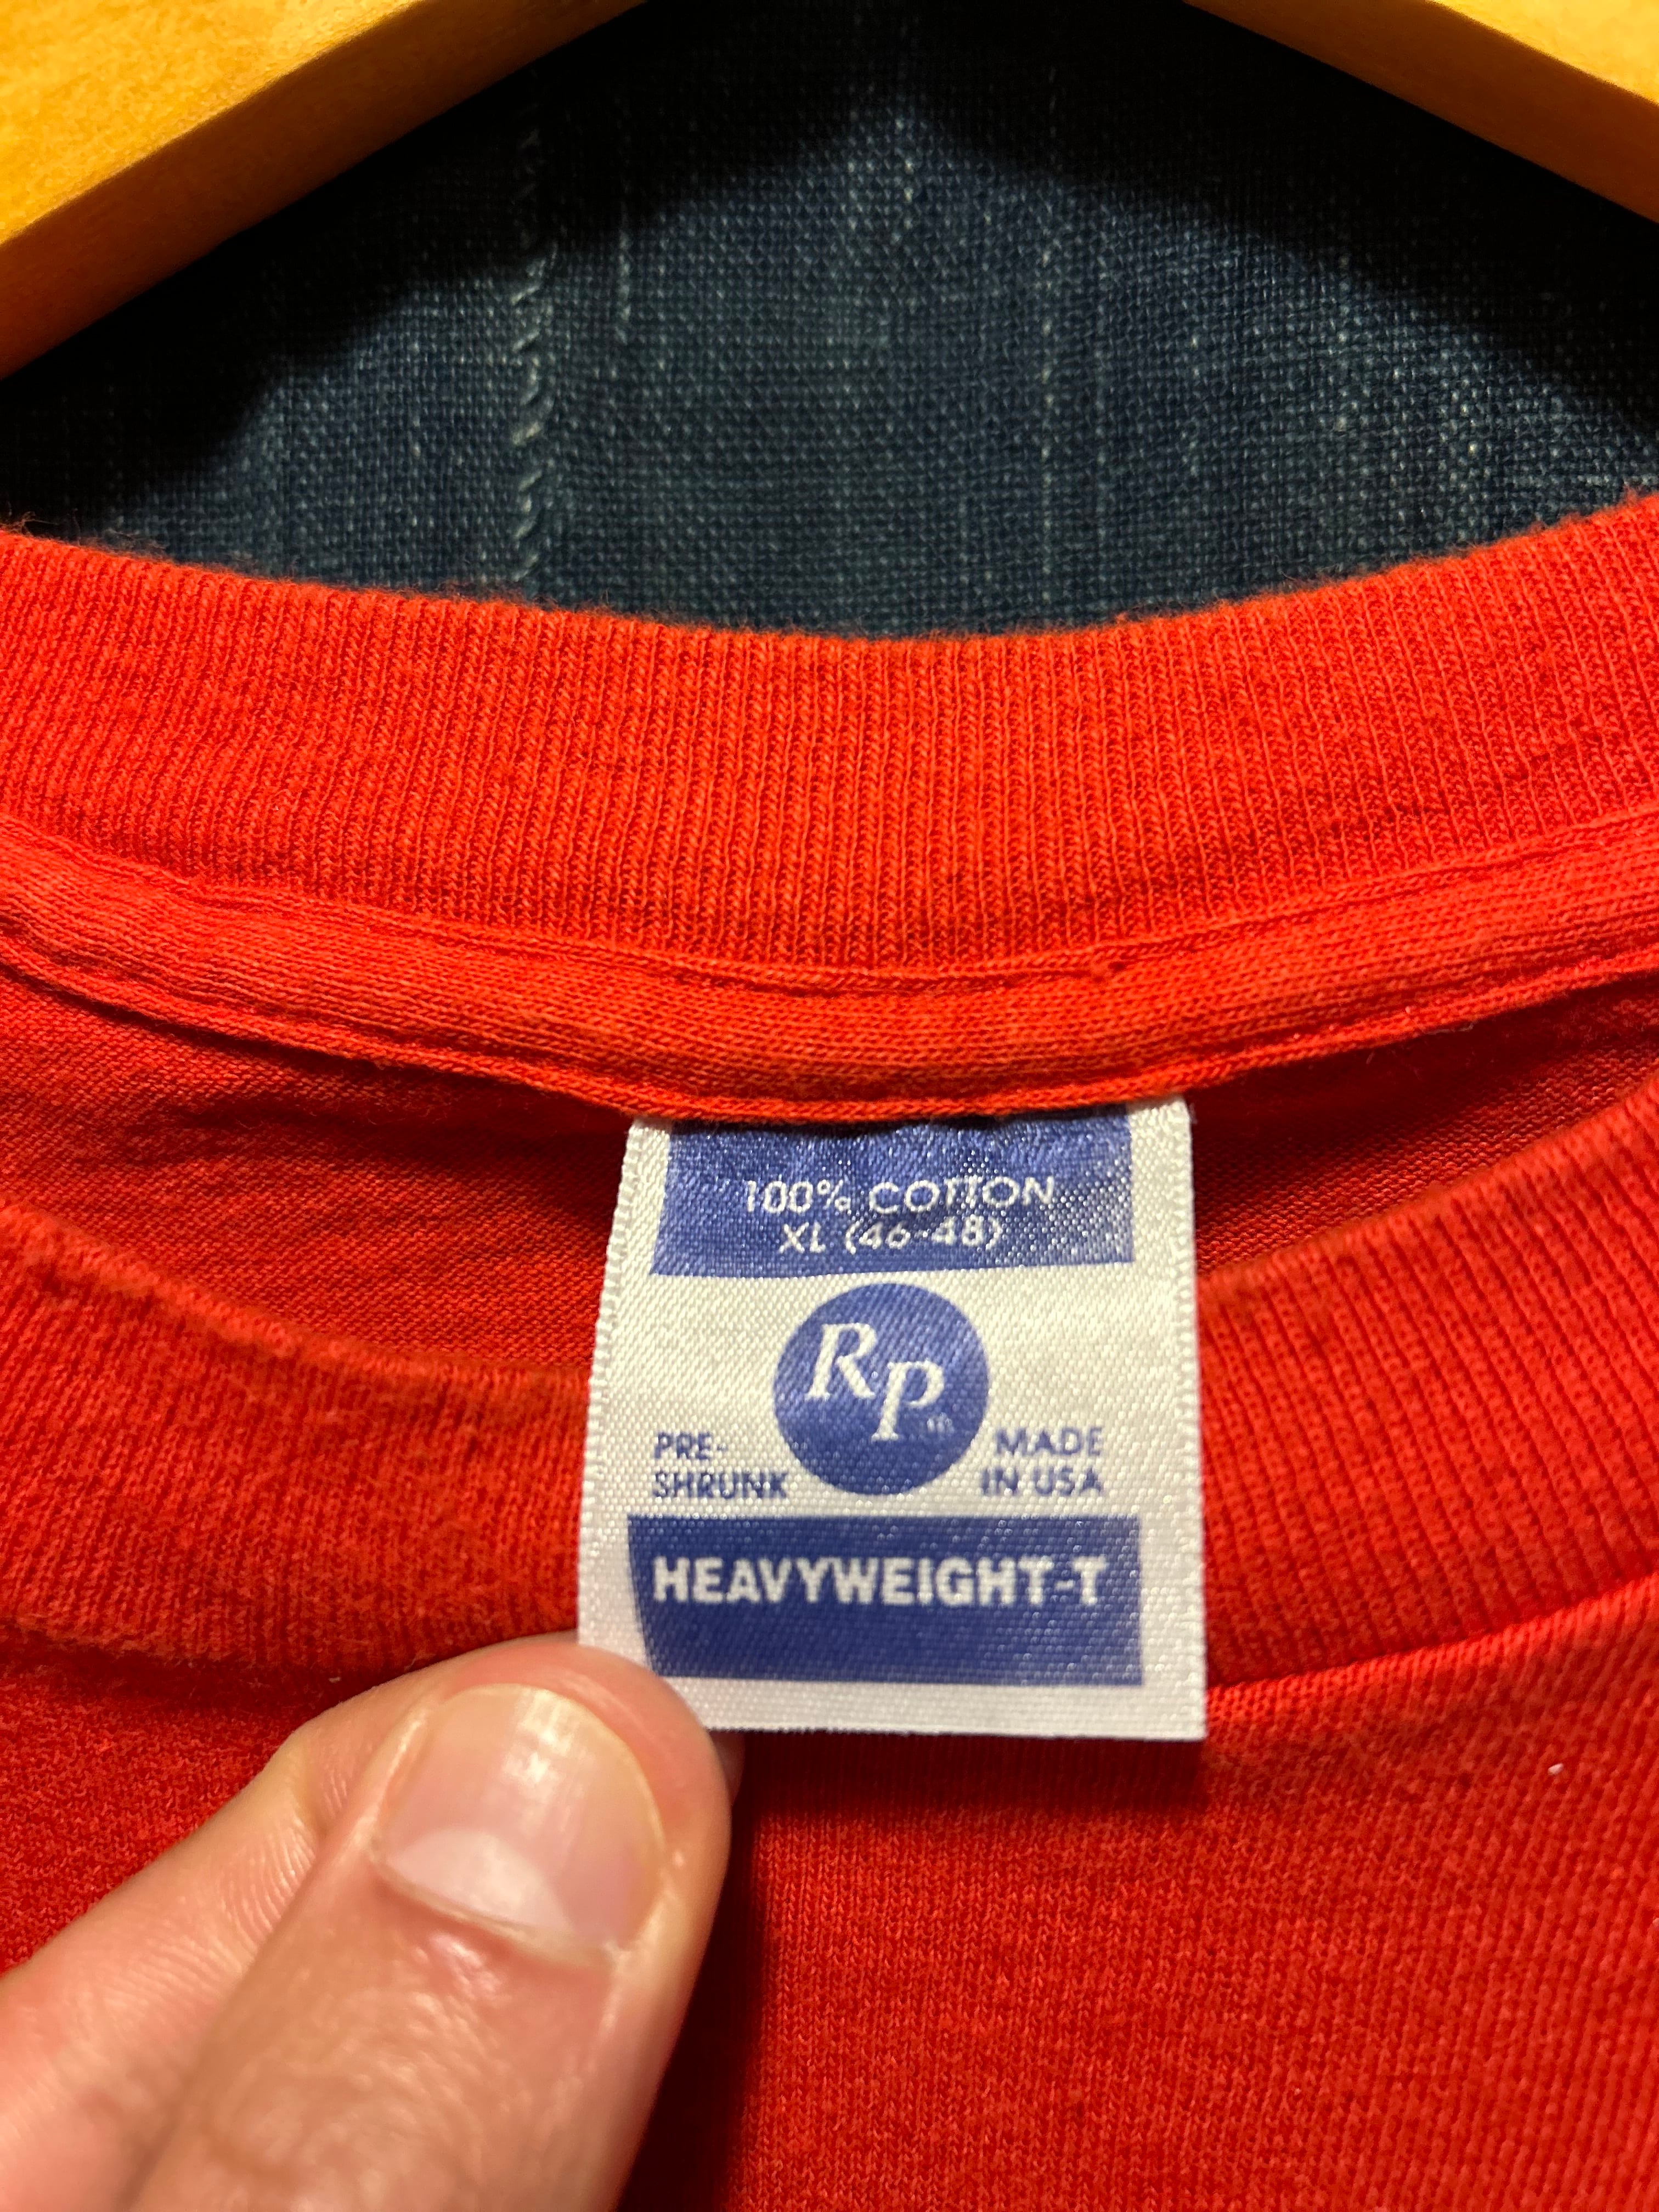 100% COTTON
XL (46-48)
RP
PRE-
SHRUNK
MADE
IN USA
HEAVYWEIGHT-T